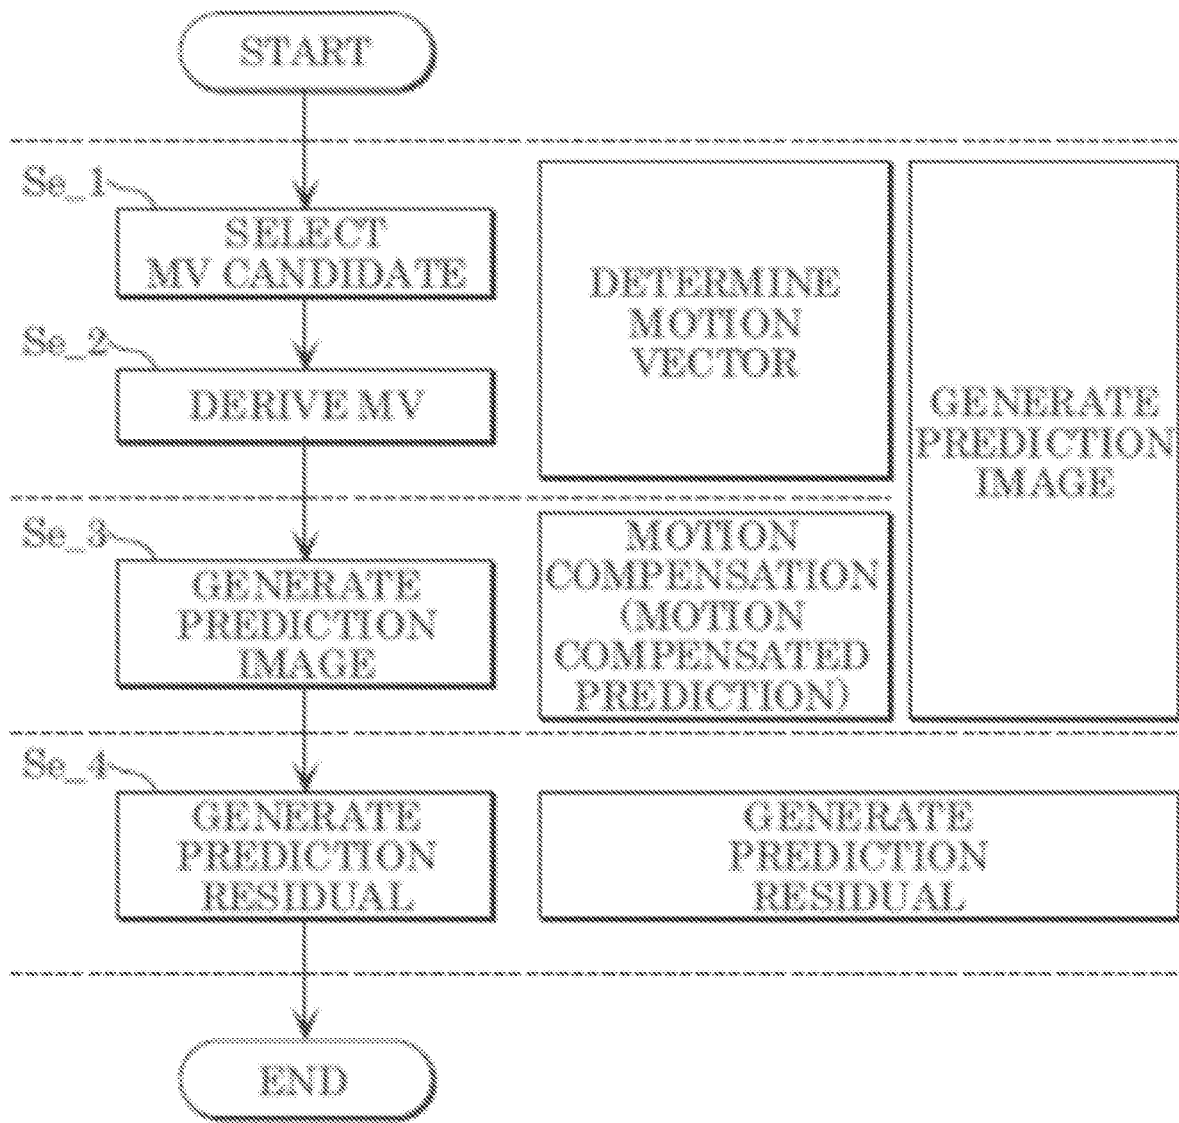 START
Se_1
SELECT
MV CANDIDATE
Se_2
DERIVE MV
DETERMINE
MOTION
VECTOR
GENERATE
PREDICTION
IMAGE
Se_3
GENERATE
PREDICTION
IMAGE
MOTION
COMPENSATION
(MOTION
COMPENSATED
PREDICTION)
Se_4
GENERATE
PREDICTION
RESIDUAL
GENERATE
PREDICTION
RESIDUAL
END